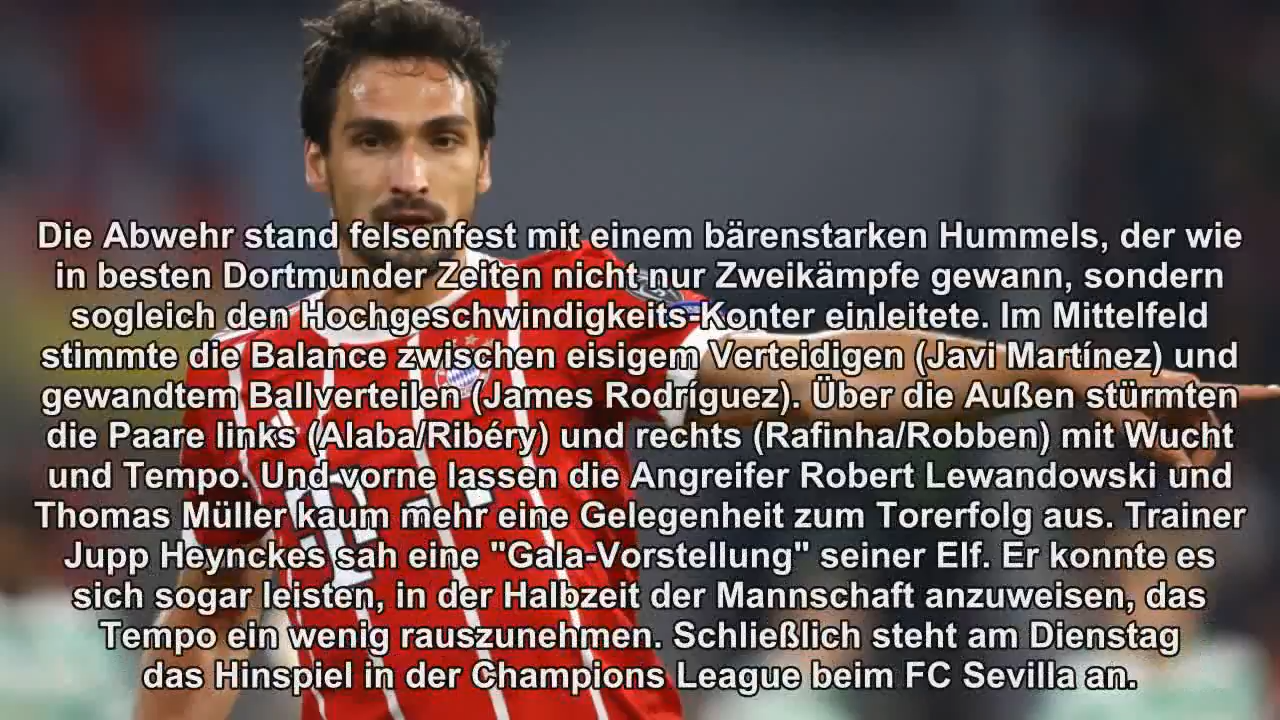 Die Abwehr stand felsenfest mit einem bärenstarken Hummels, der wie
in besten Dortmunder Zeiten nicht nur Zweikämpfe gewann, sondern
sogleich den Hochgeschwindigkeits-Konter einleitete. Im Mittelfeld
stimmte die Balance zwischen eisigem Verteidigen (Javi Martínez) und
gewandtem Ballverteilen (James Rodríguez). Über die Außen stürmten
die Paare links (Alaba/Ribéry) und rechts (Rafinha/Robben) mit Wucht
und Tempo. Und vorne lassen die Angreifer Robert Lewandowski und
Thomas Müller kaum mehr eine Gelegenheit zum Torerfolg aus. Trainer
Jupp Heynckes sah eine "Gala-Vorstellung" seiner Elf. Er konnte es
sich sogar leisten, in der Halbzeit der Mannschaft anzuweisen, das
Tempo ein wenig rauszunehmen. Schließlich steht am Dienstag
das Hinspiel in der Champions League beim FC Sevilla an.